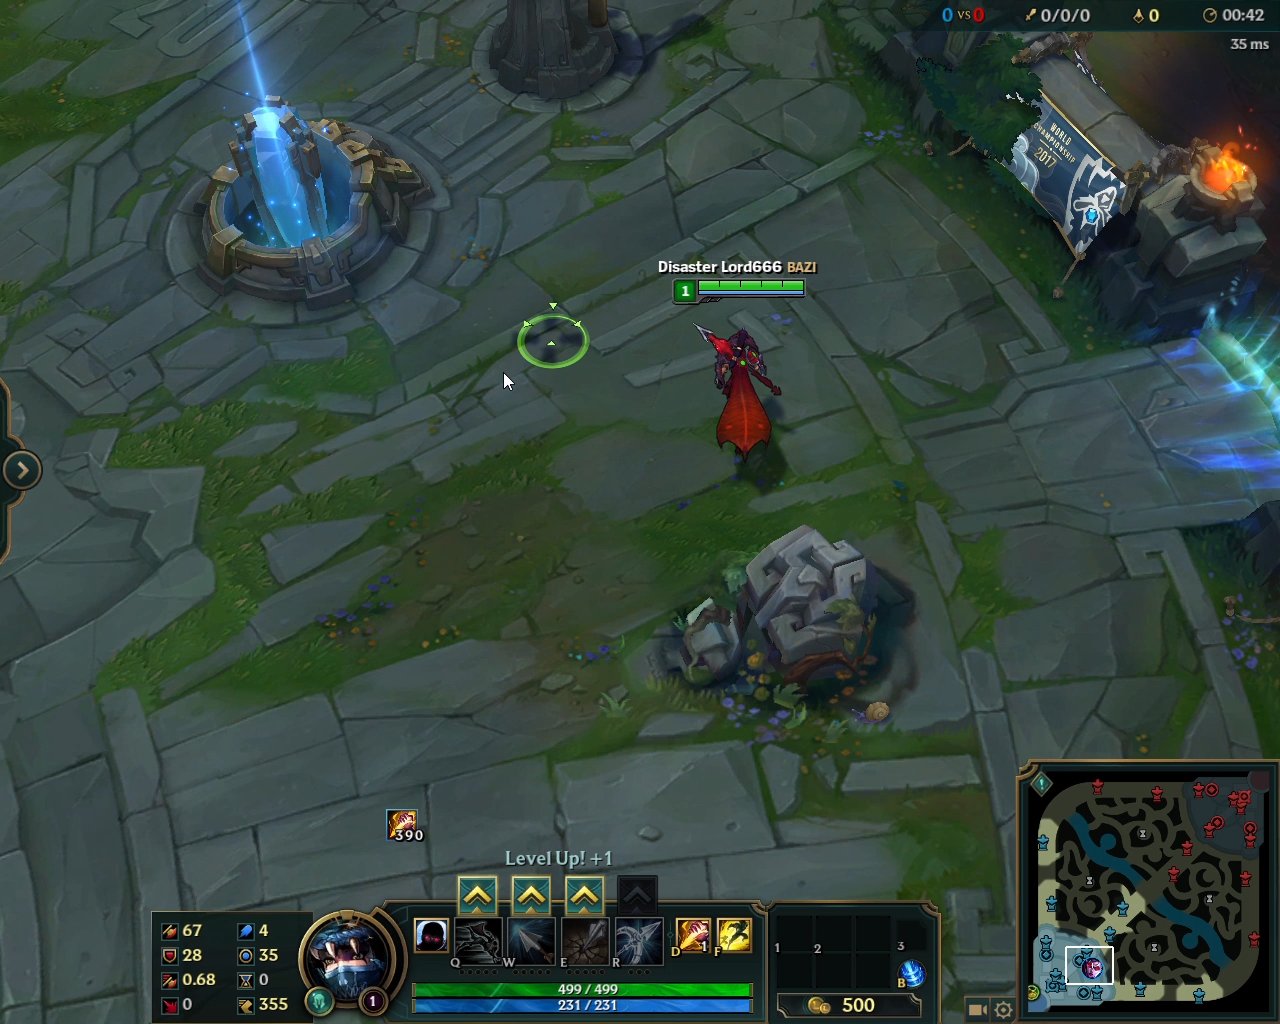 0 vs 0 0/0/0 0 00:42
35 ms
WORLD
CHAMPIONSHIP
2017
Disaster Lord666 BAZI
1
390
Level Up! +1
67 4
28 35
0.68 0
0 355
1
Q W E R D 1 F
499 / 499
231 / 231
1 2 3
B
500